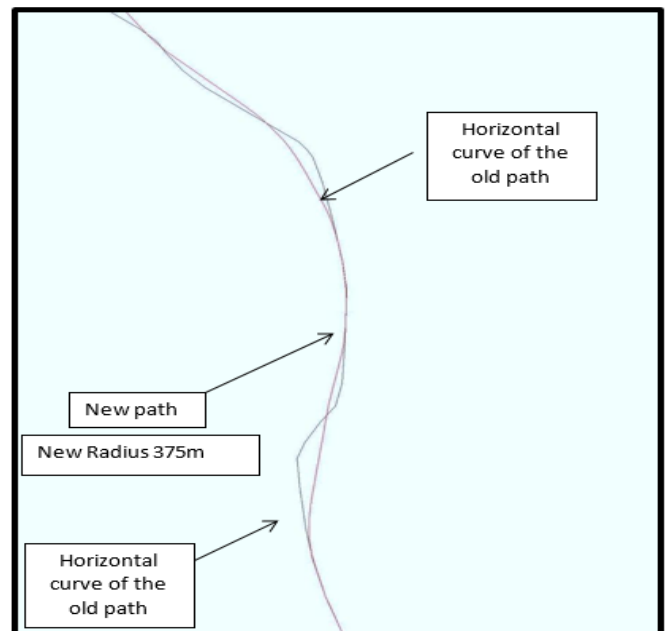 Horizontal
curve of the
old path
New path
New Radius 375m
Horizontal
curve of the
old path